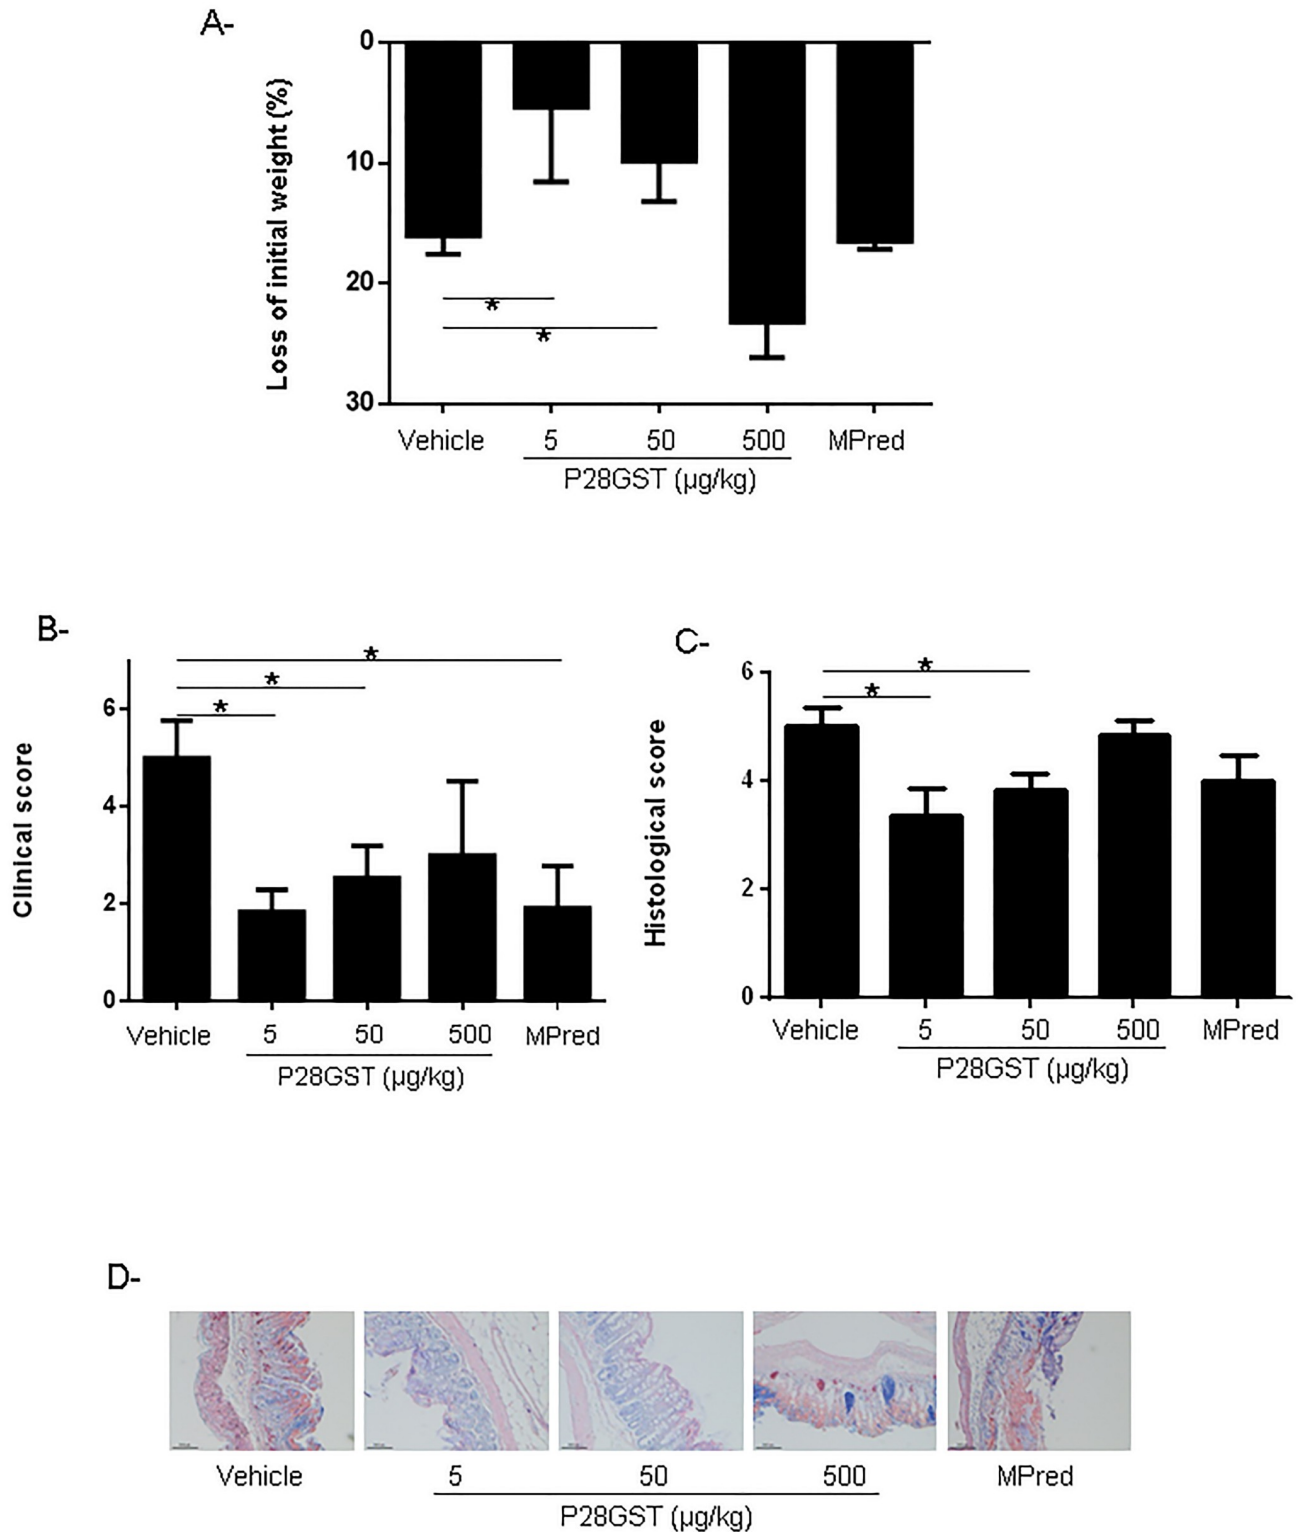 A-
0
10
20
30
Loss of initial weight (%)
*
*
Vehicle 5 50 500 MPred
P28GST (µg/kg)
B-
*
*
*
6
4
2
0
Clinical score
Vehicle 5 50 500 MPred
P28GST (µg/kg)
C-
*
*
6
4
2
0
Histological score
Vehicle 5 50 500 MPred
P28GST (µg/kg)
D-
Vehicle 5 50 500 MPred
P28GST (µg/kg)